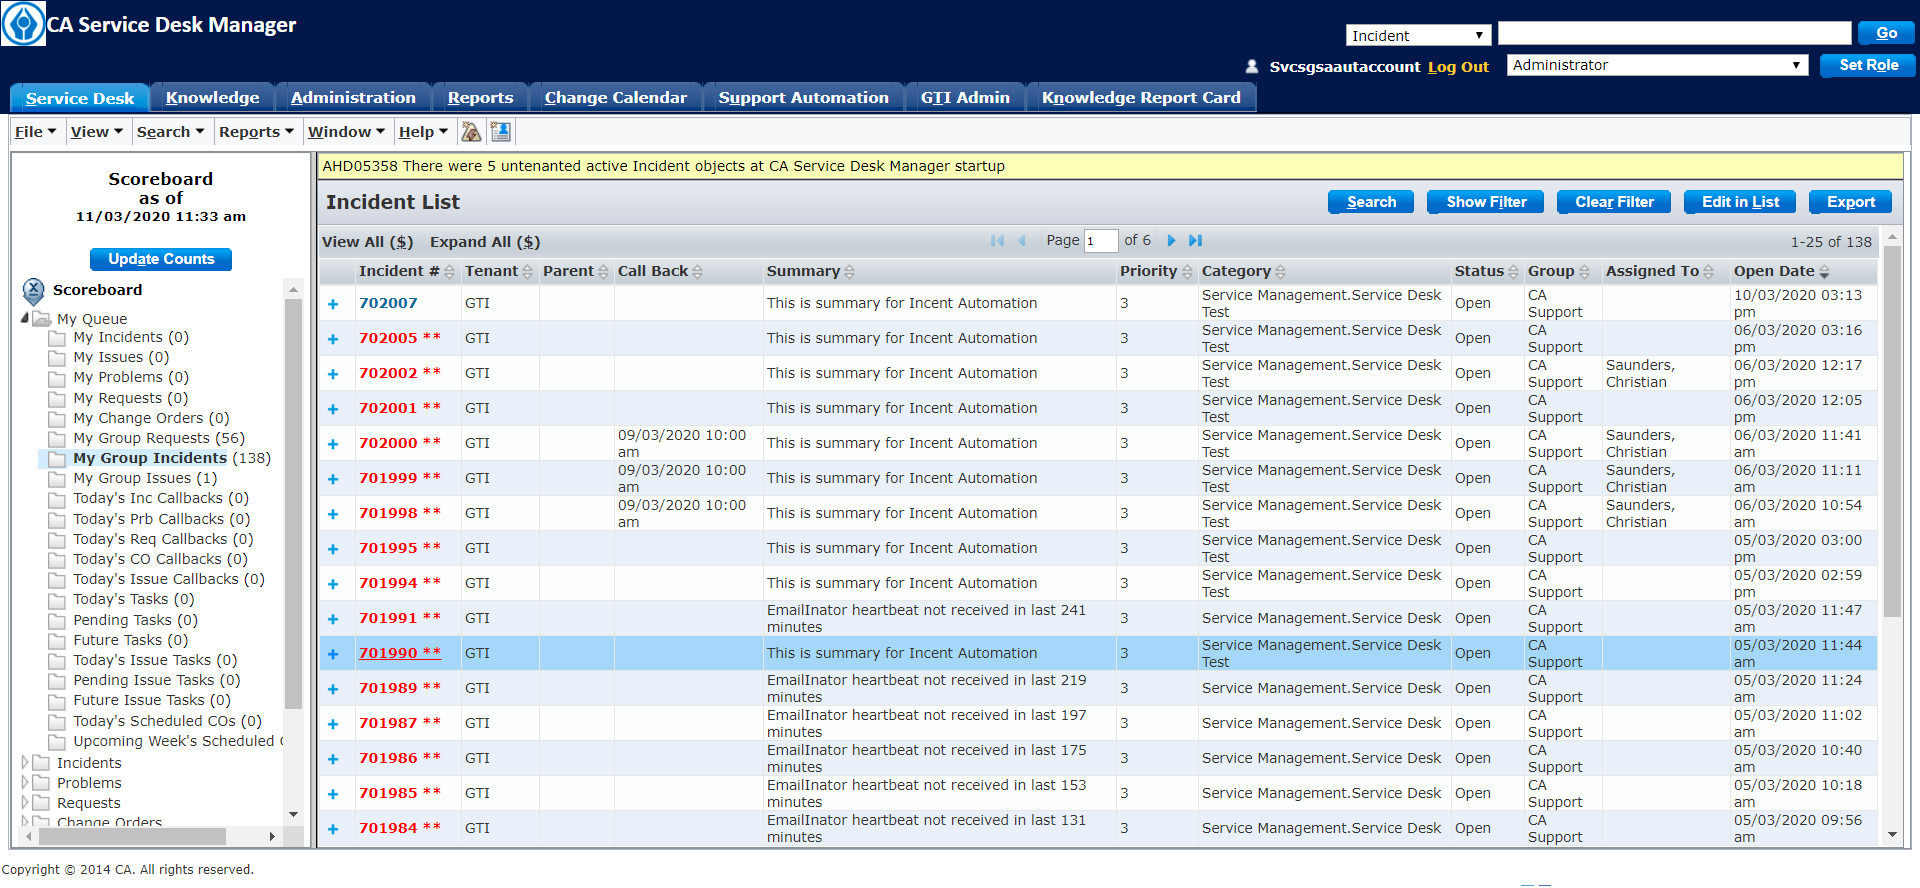 CA Service Desk Manager
Incident
Go
Svcsgsaautaccount Log Out
Administrator
Set Role
Service Desk
Knowledge
Administration
Reports
Change Calendar
Support Automation
GTI Admin
Knowledge Report Card
File View Search Reports Window Help
Scoreboard
as of
11/03/2020 11:33 am
Update Counts
Scoreboard
My Queue
My Incidents (0)
My Issues (0)
My Problems (0)
My Requests (0)
My Change Orders (0)
My Group Requests (56)
My Group Incidents (138)
My Group Issues (1)
Today's Inc Callbacks (0)
Today's Prb Callbacks (0)
Today's Req Callbacks (0)
Today's CO Callbacks (0)
Today's Issue Callbacks (0)
Today's Tasks (0)
Pending Tasks (0)
Future Tasks (0)
Today's Issue Tasks (0)
Pending Issue Tasks (0)
Future Issue Tasks (0)
Today's Scheduled COs (0)
Upcoming Week's Scheduled
Incidents
Problems
Requests
Change Orders
AHD05358 There were 5 untenanted active Incident objects at CA Service Desk Manager startup
Incident List
Search
Show Filter
Clear Filter
Edit in List
Export
View All ($) Expand All ($)
Page 1 of 6
1-25 of 138
Incident # Tenant Parent Call Back Summary Priority Category Status Group Assigned To Open Date
702007 GTI This is summary for Incent Automation 3 Service Management.Service Desk Test Open CA Support 10/03/2020 03:13 pm
702005 ** GTI This is summary for Incent Automation 3 Service Management.Service Desk Test Open CA Support 06/03/2020 03:16 pm
702002 ** GTI This is summary for Incent Automation 3 Service Management.Service Desk Test Open CA Support Saunders, Christian 06/03/2020 12:17 pm
702001 ** GTI This is summary for Incent Automation 3 Service Management.Service Desk Test Open CA Support 06/03/2020 12:05 pm
702000 ** GTI 09/03/2020 10:00 am This is summary for Incent Automation 3 Service Management.Service Desk Test Open CA Support Saunders, Christian 06/03/2020 11:41 am
701999 ** GTI 09/03/2020 10:00 am This is summary for Incent Automation 3 Service Management.Service Desk Test Open CA Support Saunders, Christian 06/03/2020 11:11 am
701998 ** GTI 09/03/2020 10:00 am This is summary for Incent Automation 3 Service Management.Service Desk Test Open CA Support Saunders, Christian 06/03/2020 10:54 am
701995 ** GTI This is summary for Incent Automation 3 Service Management.Service Desk Test Open CA Support 05/03/2020 03:00 pm
701994 ** GTI This is summary for Incent Automation 3 Service Management.Service Desk Test Open CA Support 05/03/2020 02:59 pm
701991 ** GTI EmailInator heartbeat not received in last 241 minutes 3 Service Management.Service Desk Open CA Support 05/03/2020 11:47 am
701990 ** GTI This is summary for Incent Automation 3 Service Management.Service Desk Test Open CA Support 05/03/2020 11:44 am
701989 ** GTI EmailInator heartbeat not received in last 219 minutes 3 Service Management.Service Desk Open CA Support 05/03/2020 11:24 am
701987 ** GTI EmailInator heartbeat not received in last 197 minutes 3 Service Management.Service Desk Open CA Support 05/03/2020 11:02 am
701986 ** GTI EmailInator heartbeat not received in last 175 minutes 3 Service Management.Service Desk Open CA Support 05/03/2020 10:40 am
701985 ** GTI EmailInator heartbeat not received in last 153 minutes 3 Service Management.Service Desk Open CA Support 05/03/2020 10:18 am
701984 ** GTI EmailInator heartbeat not received in last 131 minutes 3 Service Management.Service Desk Open CA Support 05/03/2020 09:56 am
Copyright © 2014 CA. All rights reserved.